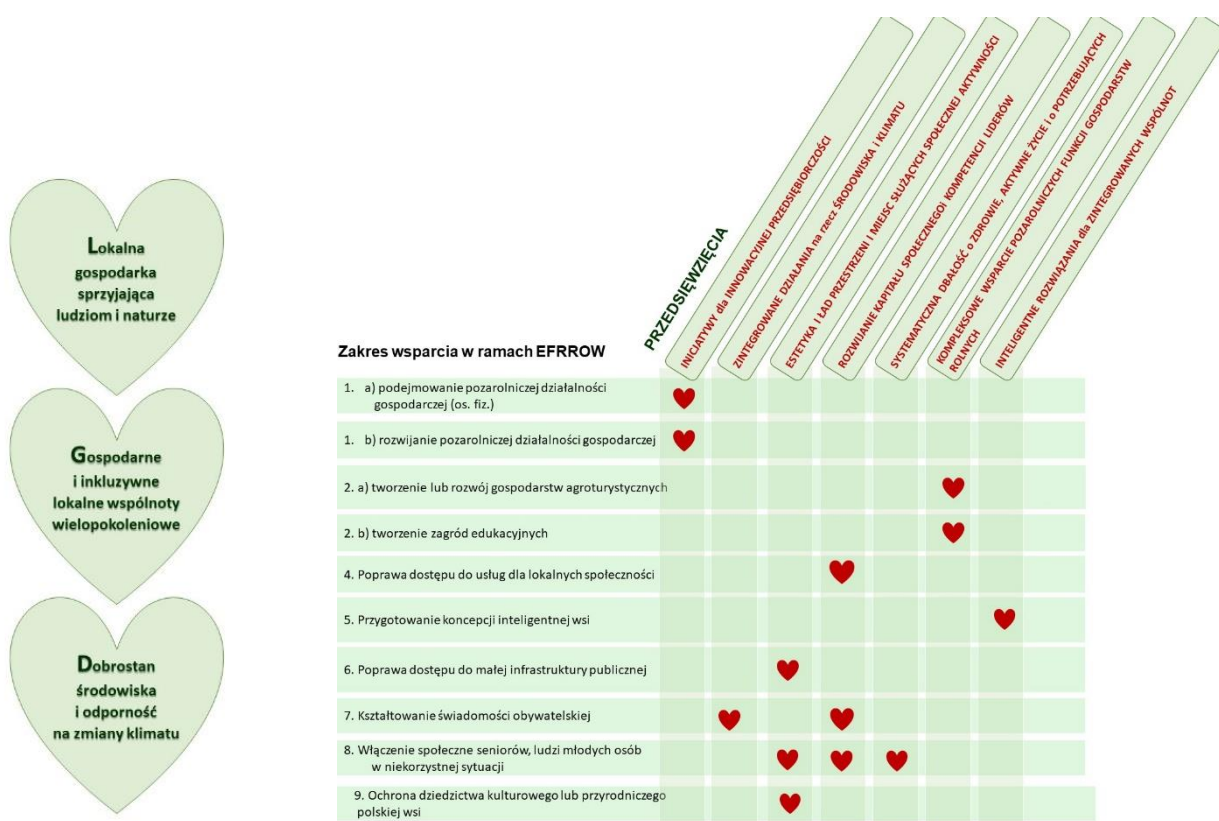 Lokalna
gospodarka
sprzyjająca
ludziom i naturze
Gospodarne
i inkluzywne
lokalne wspólnoty
wielopokoleniowe
Dobrostan
środowiska
i odporność
na zmiany klimatu
PRZEDSIĘWZIĘCIA
INICJATYWY dla INNOWACYJNEJ PRZEDSIĘBIORCZOŚCI
ZINTEGROWANE DZIAŁANIA na rzecz ŚRODOWISKA i KLIMATU
ESTETYKA i ŁAD PRZESTRZENI I MIEJSC SŁUŻĄCYCH SPOŁECZNEJ AKTYWNOŚCI
ROZWIJANIE KAPITAŁU SPOŁECZNEGOi KOMPETENCJI LIDERÓW
SYSTEMATYCZNA DBAŁOŚĆ o ZDROWIE, AKTYWNE ŻYCIE i o POTRZEBUJĄCYCH
KOMPLEKSOWE WSPARCIE POZAROLNICZYCH FUNKCJI GOSPODARSTW
ROLNYCH
INTELIGENTNE ROZWIĄZANIA dla ZINTEGROWANYCH WSPÓLNOT
Zakres wsparcia w ramach EFRROW
1. a) podejmowanie pozarolniczej działalności
gospodarczej (os. fiz.)
1. b) rozwijanie pozarolniczej działalności gospodarczej
2. a) tworzenie lub rozwój gospodarstw agroturystycznych
2. b) tworzenie zagród edukacyjnych
4. Poprawa dostępu do usług dla lokalnych społeczności
5. Przygotowanie koncepcji inteligentnej wsi
6. Poprawa dostępu do małej infrastruktury publicznej
7. Kształtowanie świadomości obywatelskiej
8. Włączenie społeczne seniorów, ludzi młodych osób
w niekorzystnej sytuacji
9. Ochrona dziedzictwa kulturowego lub przyrodniczego
polskiej wsi